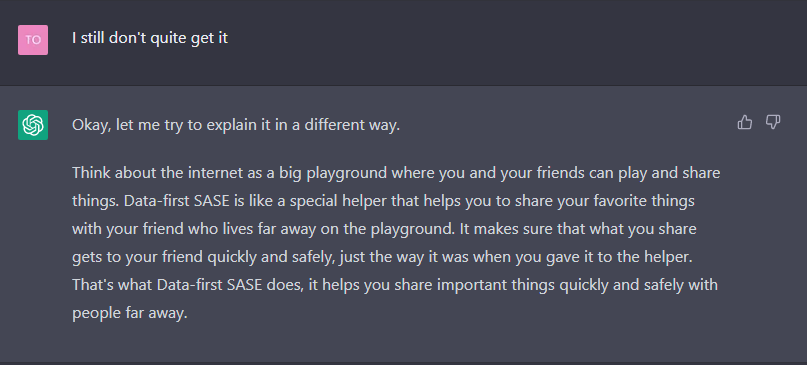 TO
I still don't quite get it
Okay, let me try to explain it in a different way.
Think about the internet as a big playground where you and your friends can play and share
things. Data-first SASE is like a special helper that helps you to share your favorite things
with your friend who lives far away on the playground. It makes sure that what you share
gets to your friend quickly and safely, just the way it was when you gave it to the helper.
That's what Data-first SASE does, it helps you share important things quickly and safely with
people far away.